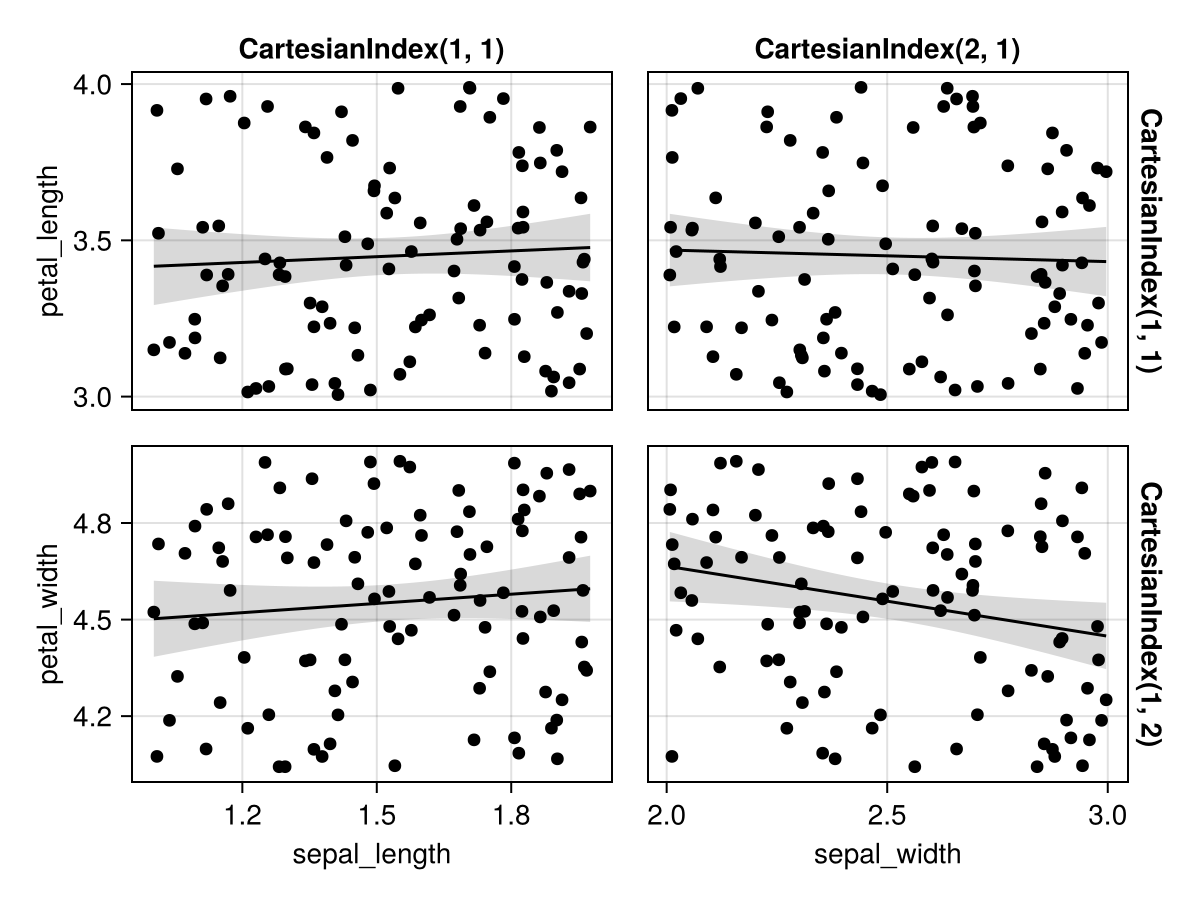 CartesianIndex(1, 1)
CartesianIndex(2, 1)
petal_length
4.0
3.5
3.0
CartesianIndex(1, 1)
petal_width
4.8
4.5
4.2
CartesianIndex(1, 2)
1.2
1.5
1.8
2.0
2.5
3.0
sepal_length
sepal_width